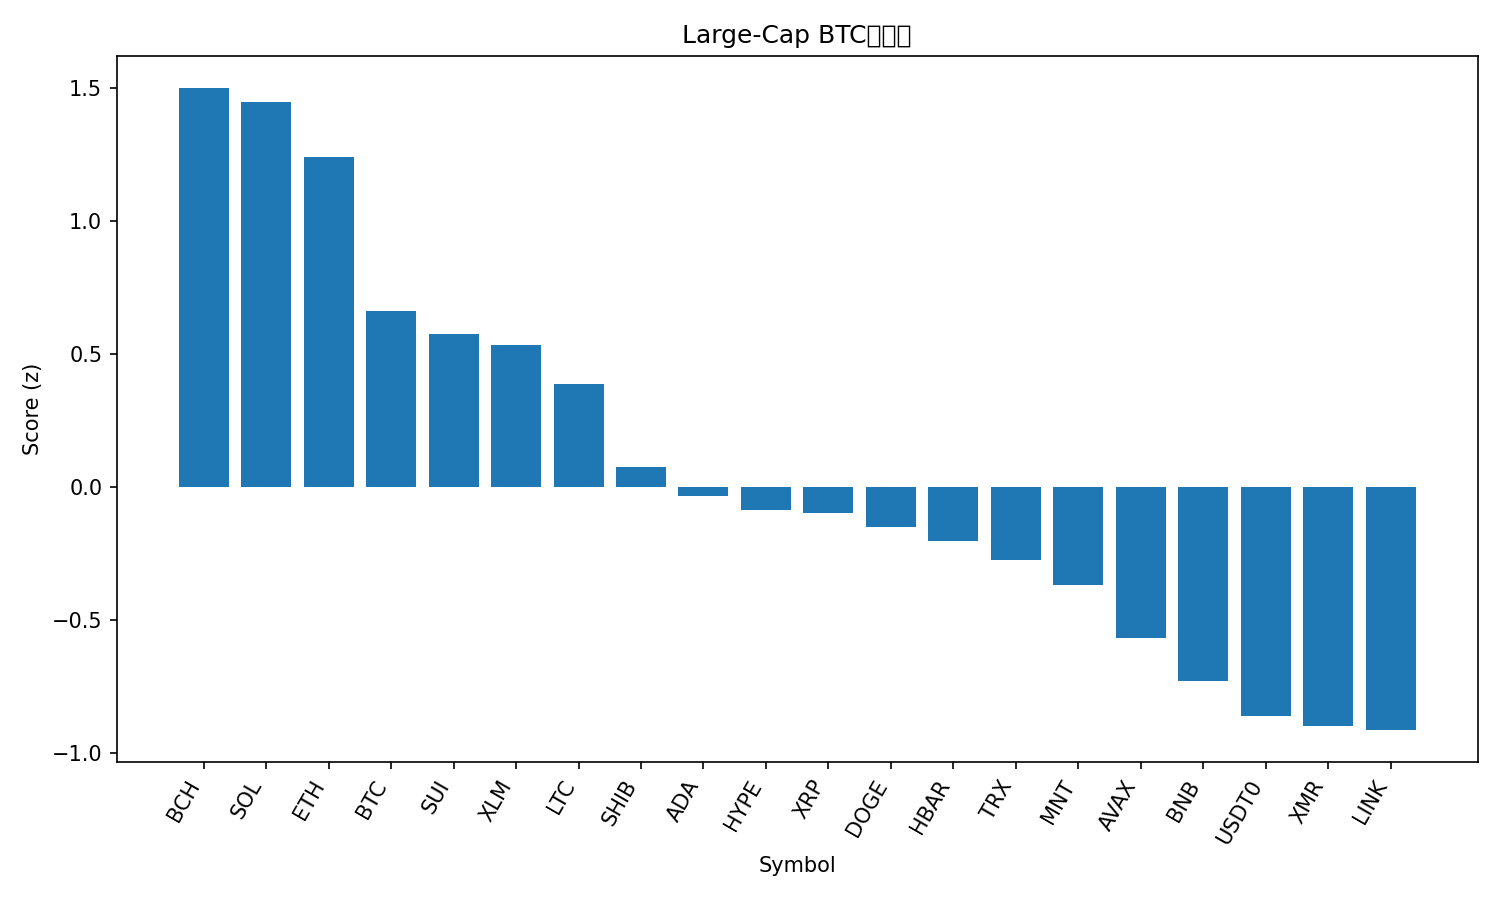 Large-Cap BTC
Score (z)
1.5
1.0
0.5
0.0
−0.5
−1.0
BCH
SOL
ETH
BTC
SUI
XLM
LTC
SHIB
ADA
HYPE
XRP
DOGE
HBAR
TRX
MNT
AVAX
BNB
USDT0
XMR
LINK
Symbol